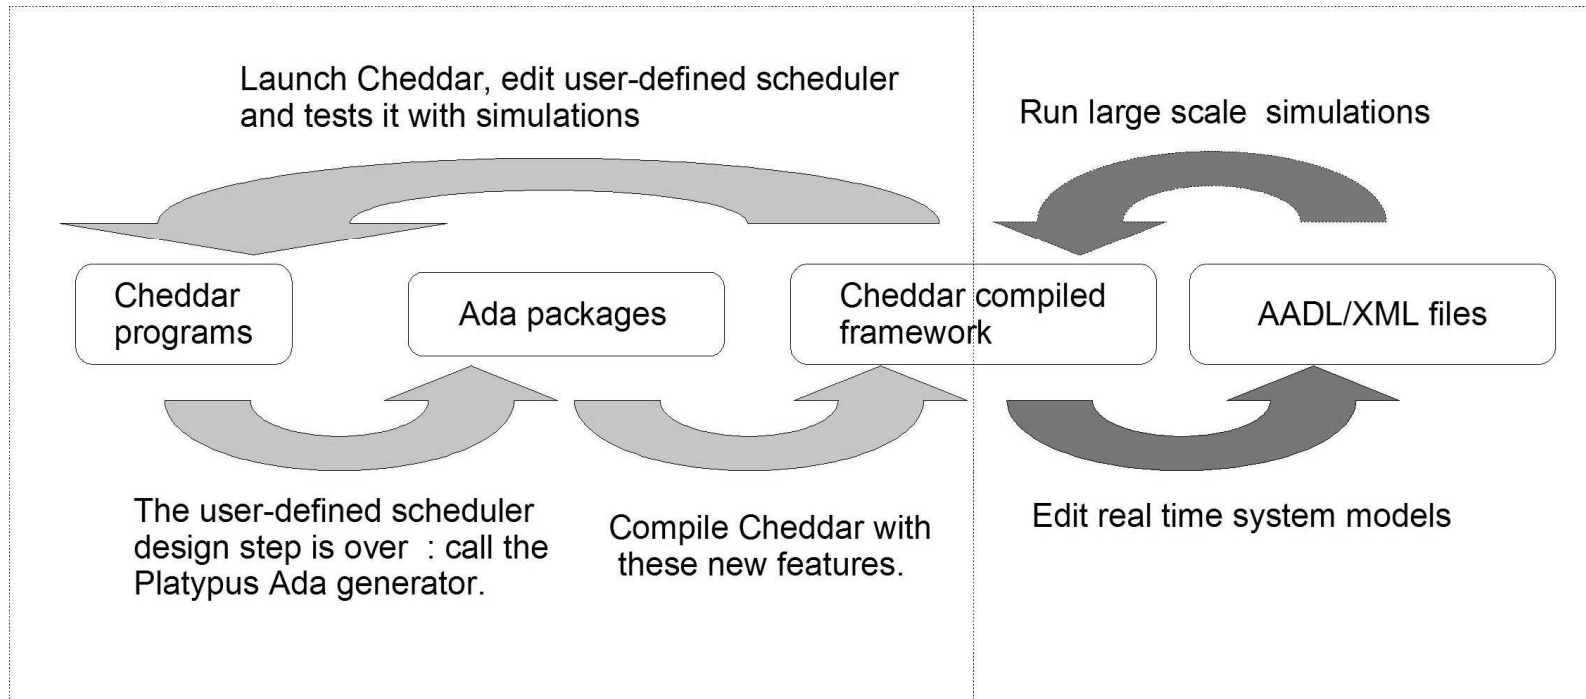 Launch Cheddar, edit user-defined scheduler
and tests it with simulations
Run large scale  simulations
Cheddar
programs
Ada packages
Cheddar compiled
framework
AADL/XML files
The user-defined scheduler
design step is over  : call the
Platypus Ada generator.
Compile Cheddar with
these new features.
Edit real time system models